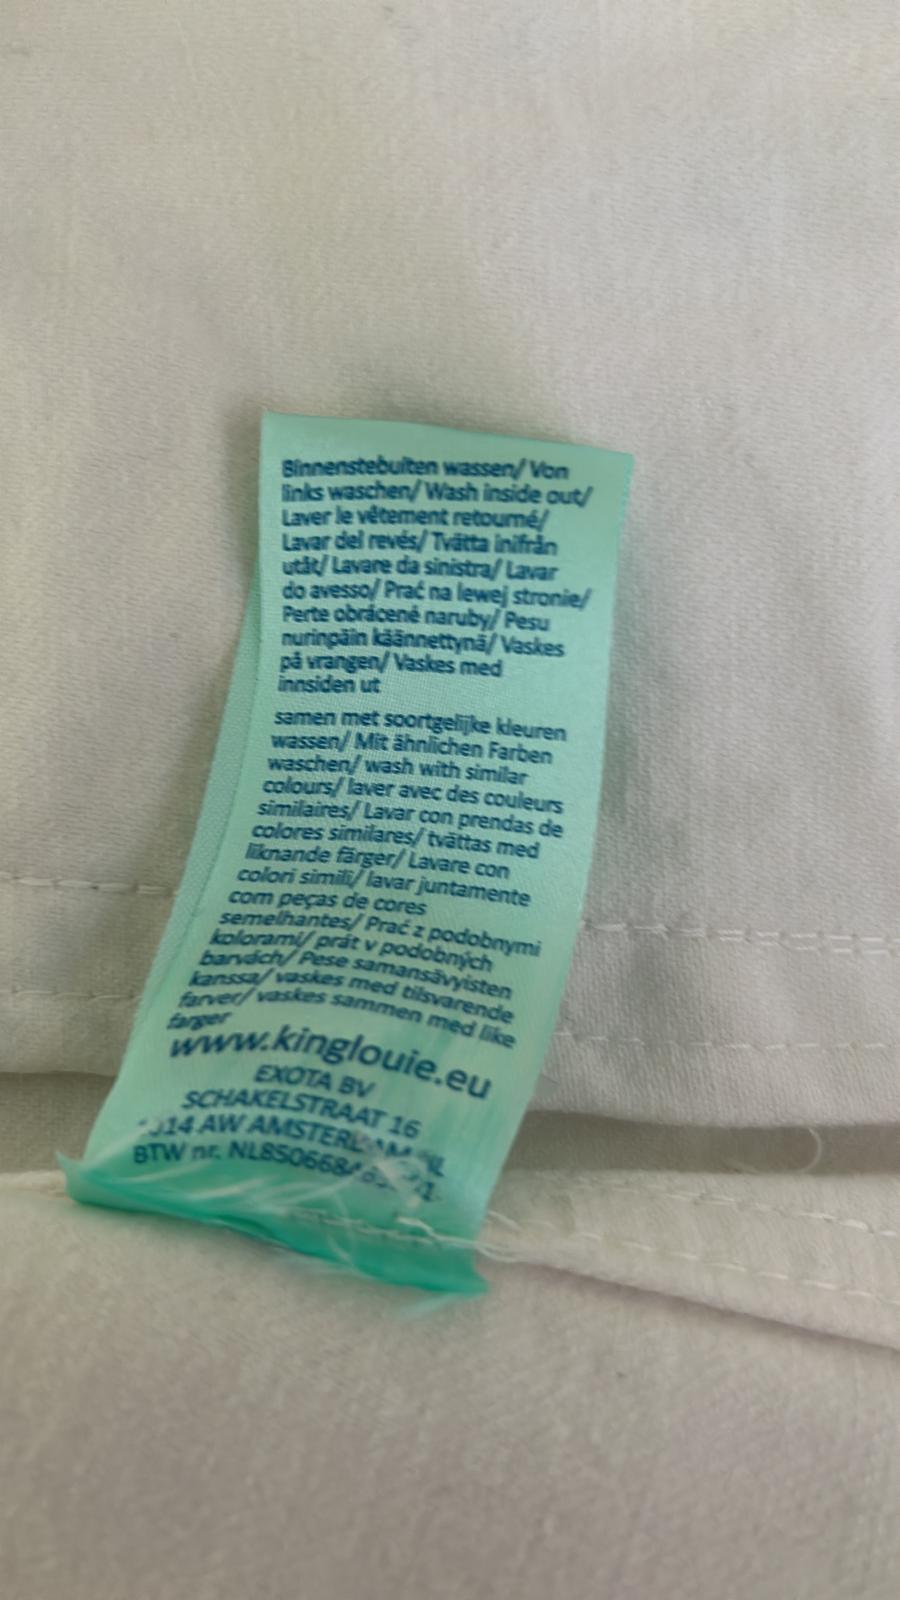 Binnenstebuiten wassen/ Von
links waschen/ Wash inside out/
Laver le vêtement retourné/
Lavar del revés/ Tvätta inifrån
utåt/ Lavare da sinistra/ Lavar
do avesso/ Prać na lewej stronie/
Perte obrácené naruby/ Pesu
nurinpäin käännettynä/ Vaskes
på vrangen/ Vaskes med
innsiden ut
samen met soortgelijke kleuren
wassen/ Mit ähnlichen Farben
waschen/ wash with similar
colours/ laver avec des couleurs
similaires/ Lavar con prendas de
colores similares/ tvättas med
liknande färger/ Lavare con
colori simili/ lavar juntamente
com peças de cores
semelhantes/ Prać z podobnymi
kolorami/ prát v podobných
barvách/ Pese samansävyisten
kanssa/ vaskes med tilsvarende
farver/ vaskes sammen med like
farger
www.kinglouie.eu
EXOTA BV
SCHAKELSTRAAT 16
AW AMSTERDAM NL
BTW nr.